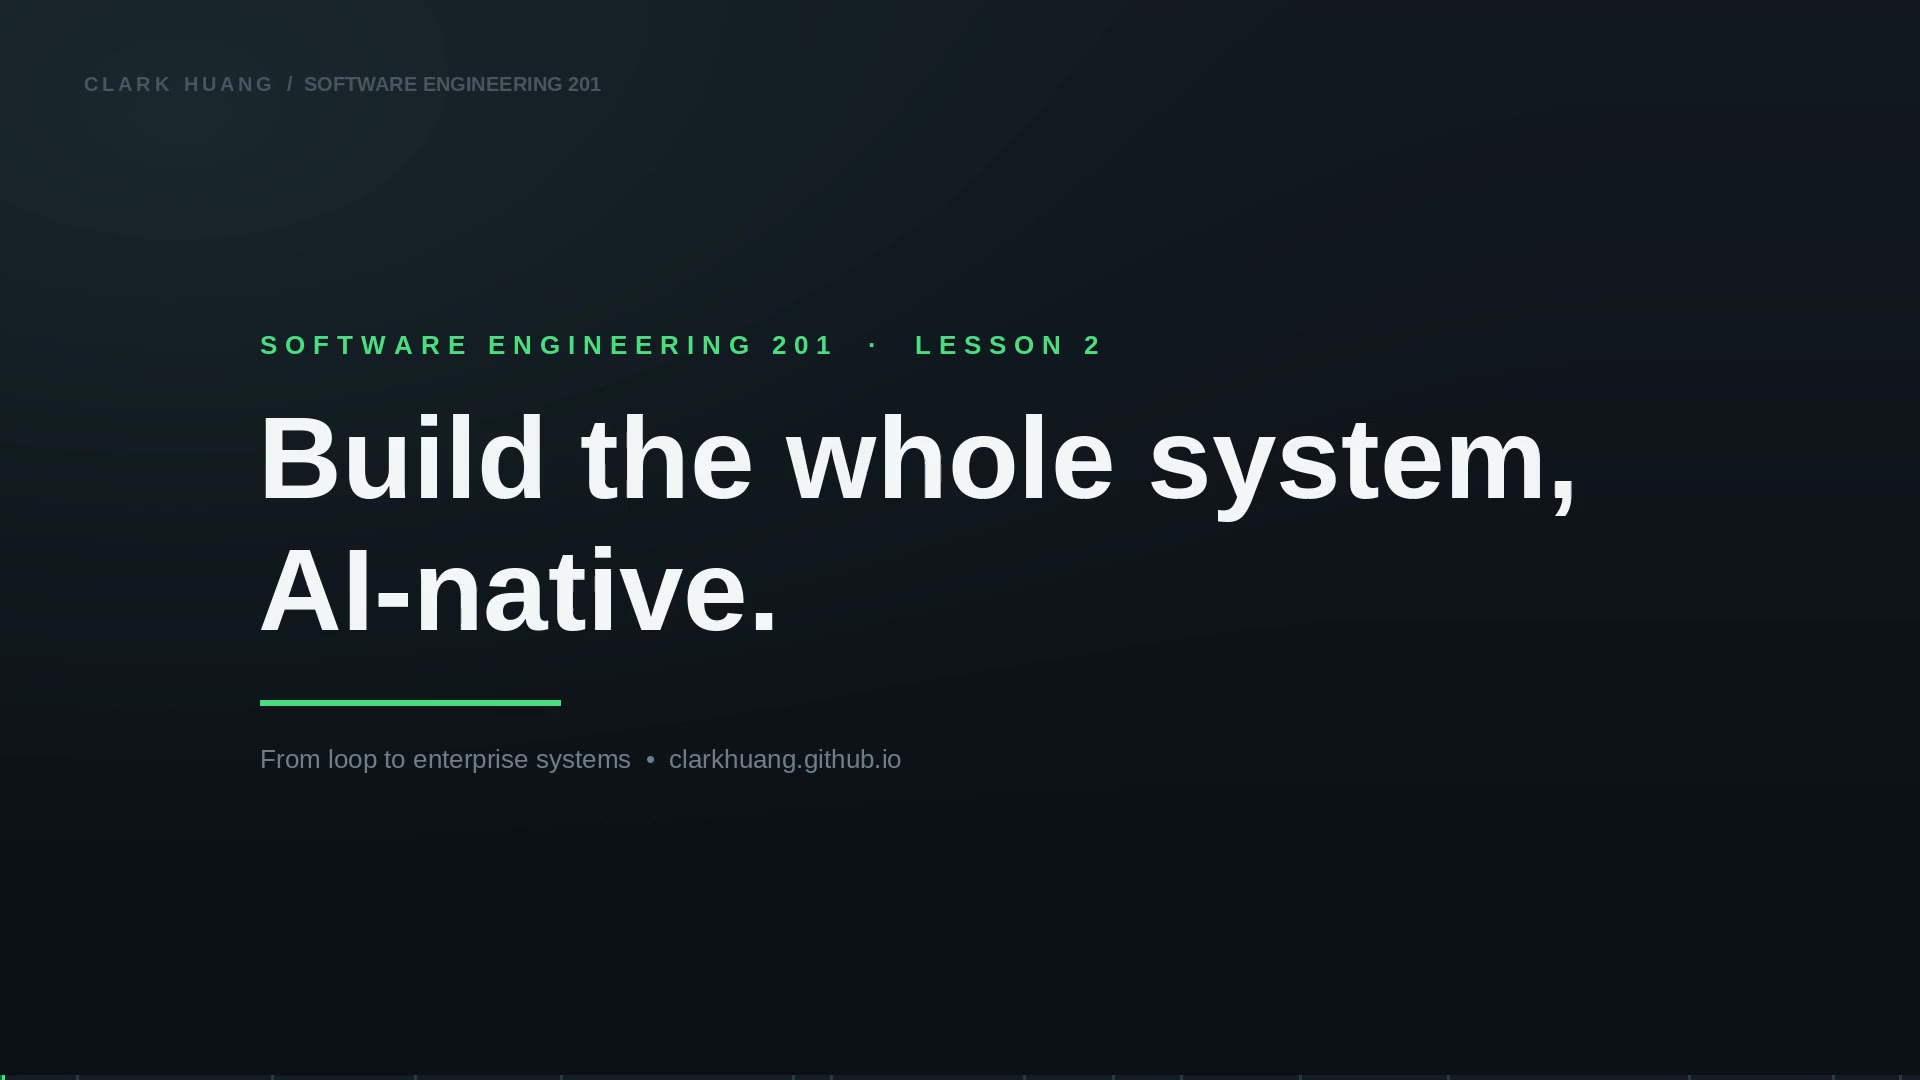 CLARK HUANG / SOFTWARE ENGINEERING 201
SOFTWARE ENGINEERING 201 · LESSON 2
Build the whole system,
AI-native.
From loop to enterprise systems • clarkhuang.github.io